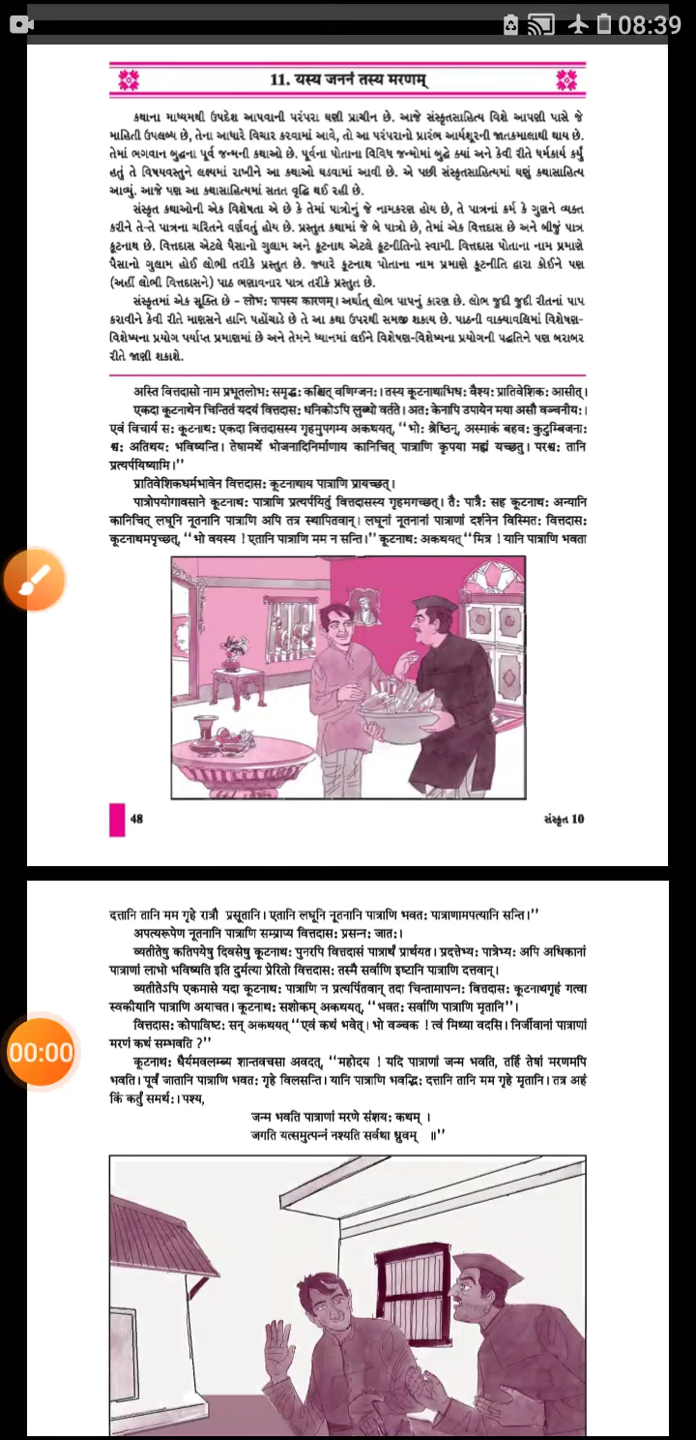 08:39
11. यस्य जननं तस्य मरणम्
કથાના માધ્યમથી ઉપદેશ આપવાની પરંપરા ઘણી પ્રાચીન છે. આજે સંસ્કૃતસાહિત્ય વિશે આપણી પાસે જે
માહિતી ઉપલબ્ધ છે, તેના આધારે વિચાર કરવામાં આવે, તો આ પરંપરાનો પ્રારંભ આર્યશૂરની જાતકમાલાથી થાય છે.
તેમાં ભગવાન બુદ્ધના પૂર્વ જન્મની કથાઓ છે. પૂર્વના પોતાના વિવિધ જન્મોમાં બુદ્ધે ક્યાં અને કેવી રીતે ધર્મકાર્ય કર્યું
હતું તે વિષયવસ્તુને લક્ષ્યમાં રાખીને આ કથાઓ ઘડવામાં આવી છે. એ પછી સંસ્કૃતસાહિત્યમાં ઘણું કથાસાહિત્ય
આવ્યું. આજે પણ આ કથાસાહિત્યમાં સતત વૃદ્ધિ થઈ રહી છે.
સંસ્કૃત કથાઓની એક વિશેષતા એ છે કે તેમાં પાત્રોનું જે નામકરણ હોય છે, તે પાત્રનાં કર્મ કે ગુણને વ્યક્ત
કરીને તે-તે પાત્રના ચરિતને વર્ણવતું હોય છે. પ્રસ્તુત કથામાં જે બે પાત્રો છે, તેમાં એક વિત્તદાસ છે અને બીજું પાત્ર
કૂટનાથ છે. વિત્તદાસ એટલે પૈસાનો ગુલામ અને કૂટનાથ એટલે કૂટનીતિનો સ્વામી. વિત્તદાસ પોતાના નામ પ્રમાણે
પૈસાનો ગુલામ હોઈ લોભી તરીકે પ્રસ્તુત છે. જ્યારે કૂટનાથ પોતાના નામ પ્રમાણે કૂટનીતિ દ્વારા કોઈને પણ
(અહીં લોભી વિત્તદાસને) પાઠ ભણાવનાર પાત્ર તરીકે પ્રસ્તુત છે.
સંસ્કૃતમાં એક સૂક્તિ છે - लोभः पापस्य कारणम्। અર્થાત્ લોભ પાપનું કારણ છે. લોભ જુદી જુદી રીતનાં પાપ
કરાવીને કેવી રીતે માણસને હાનિ પહોંચાડે છે તે આ કથા ઉપરથી સમજી શકાય છે. પાઠની વાક્યાવલિમાં વિશેષણ-
વિશેષ્યના પ્રયોગ પર્યાપ્ત પ્રમાણમાં છે અને તેમને ધ્યાનમાં લઈને વિશેષણ-વિશેષ્યના પ્રયોગની પદ્ધતિને પણ બરાબર
રીતે જાણી શકાશે.
अस्ति वित्तदासो नाम प्रभूतलोभः समृद्धः कश्चित् वणिग्जनः। तस्य कूटनाथाभिधः वैश्यः प्रातिवेशिकः आसीत्।
एकदा कूटनाथेन चिन्तितं यदयं वित्तदासः धनिकोऽपि लुब्धो वर्तते। अतः केनापि उपायेन मया असौ वञ्चनीयः।
एवं विचार्य सः कूटनाथः एकदा वित्तदासस्य गृहमुपगम्य अकथयत्, “भोः श्रेष्ठिन्, अस्माकं बहवः कुटुम्बिजनाः
श्वः अतिथयः भविष्यन्ति। तेषामर्थे भोजनादिनिर्माणाय कानिचित् पात्राणि कृपया मह्यं यच्छतु। परश्वः तानि
प्रत्यर्पयिष्यामि।”
प्रातिवेशिकधर्मभावेन वित्तदासः कूटनाथाय पात्राणि प्रायच्छत्।
पात्रोपयोगावसाने कूटनाथः पात्राणि प्रत्यर्पयितुं वित्तदासस्य गृहमगच्छत्। तैः पात्रैः सह कूटनाथः अन्यानि
कानिचित् लघूनि नूतनानि पात्राणि अपि तत्र स्थापितवान्। लघूनां नूतनानां पात्राणां दर्शनेन विस्मितः वित्तदासः
कूटनाथमपृच्छत्, “भो वयस्य ! एतानि पात्राणि मम न सन्ति।” कूटनाथः अकथयत् “मित्र ! यानि पात्राणि भवता
48
સંસ્કૃત 10
दत्तानि तानि मम गृहे रात्रौ प्रसूतानि। एतानि लघूनि नूतनानि पात्राणि भवतः पात्राणामपत्यानि सन्ति।”
अपत्यरूपेण नूतनानि पात्राणि सम्प्राप्य वित्तदासः प्रसन्नः जातः।
व्यतीतेषु कतिपयेषु दिवसेषु कूटनाथः पुनरपि वित्तदासं पात्रार्थं प्रार्थयत। प्रदत्तेभ्यः पात्रेभ्यः अपि अधिकानां
पात्राणां लाभो भविष्यति इति दुर्मत्या प्रेरितो वित्तदासः तस्मै सर्वाणि इष्टानि पात्राणि दत्तवान्।
व्यतीतेऽपि एकमासे यदा कूटनाथः पात्राणि न प्रत्यर्पितवान् तदा चिन्तामापन्नः वित्तदासः कूटनाथगृहं गत्वा
स्वकीयानि पात्राणि अयाचत। कूटनाथः सशोकम् अकथयत्, “भवतः सर्वाणि पात्राणि मृतानि”।
वित्तदासः कोपाविष्टः सन् अकथयत् “एवं कथं भवेत्। भो वञ्चक ! त्वं मिथ्या वदसि। निर्जीवानां पात्राणां
मरणं कथं सम्भवति ?”
00:00
कूटनाथः धैर्यमवलम्ब्य शान्तवचसा अवदत्, “महोदय ! यदि पात्राणां जन्म भवति, तर्हि तेषां मरणमपि
भवति। पूर्वं जातानि पात्राणि भवतः गृहे विलसन्ति। यानि पात्राणि भवद्भिः दत्तानि तानि मम गृहे मृतानि। तत्र अहं
किं कर्तुं समर्थः। पश्य,
जन्म भवति पात्राणां मरणे संशयः कथम् ।
जगति यत्समुत्पन्नं नश्यति सर्वथा ध्रुवम् ॥”